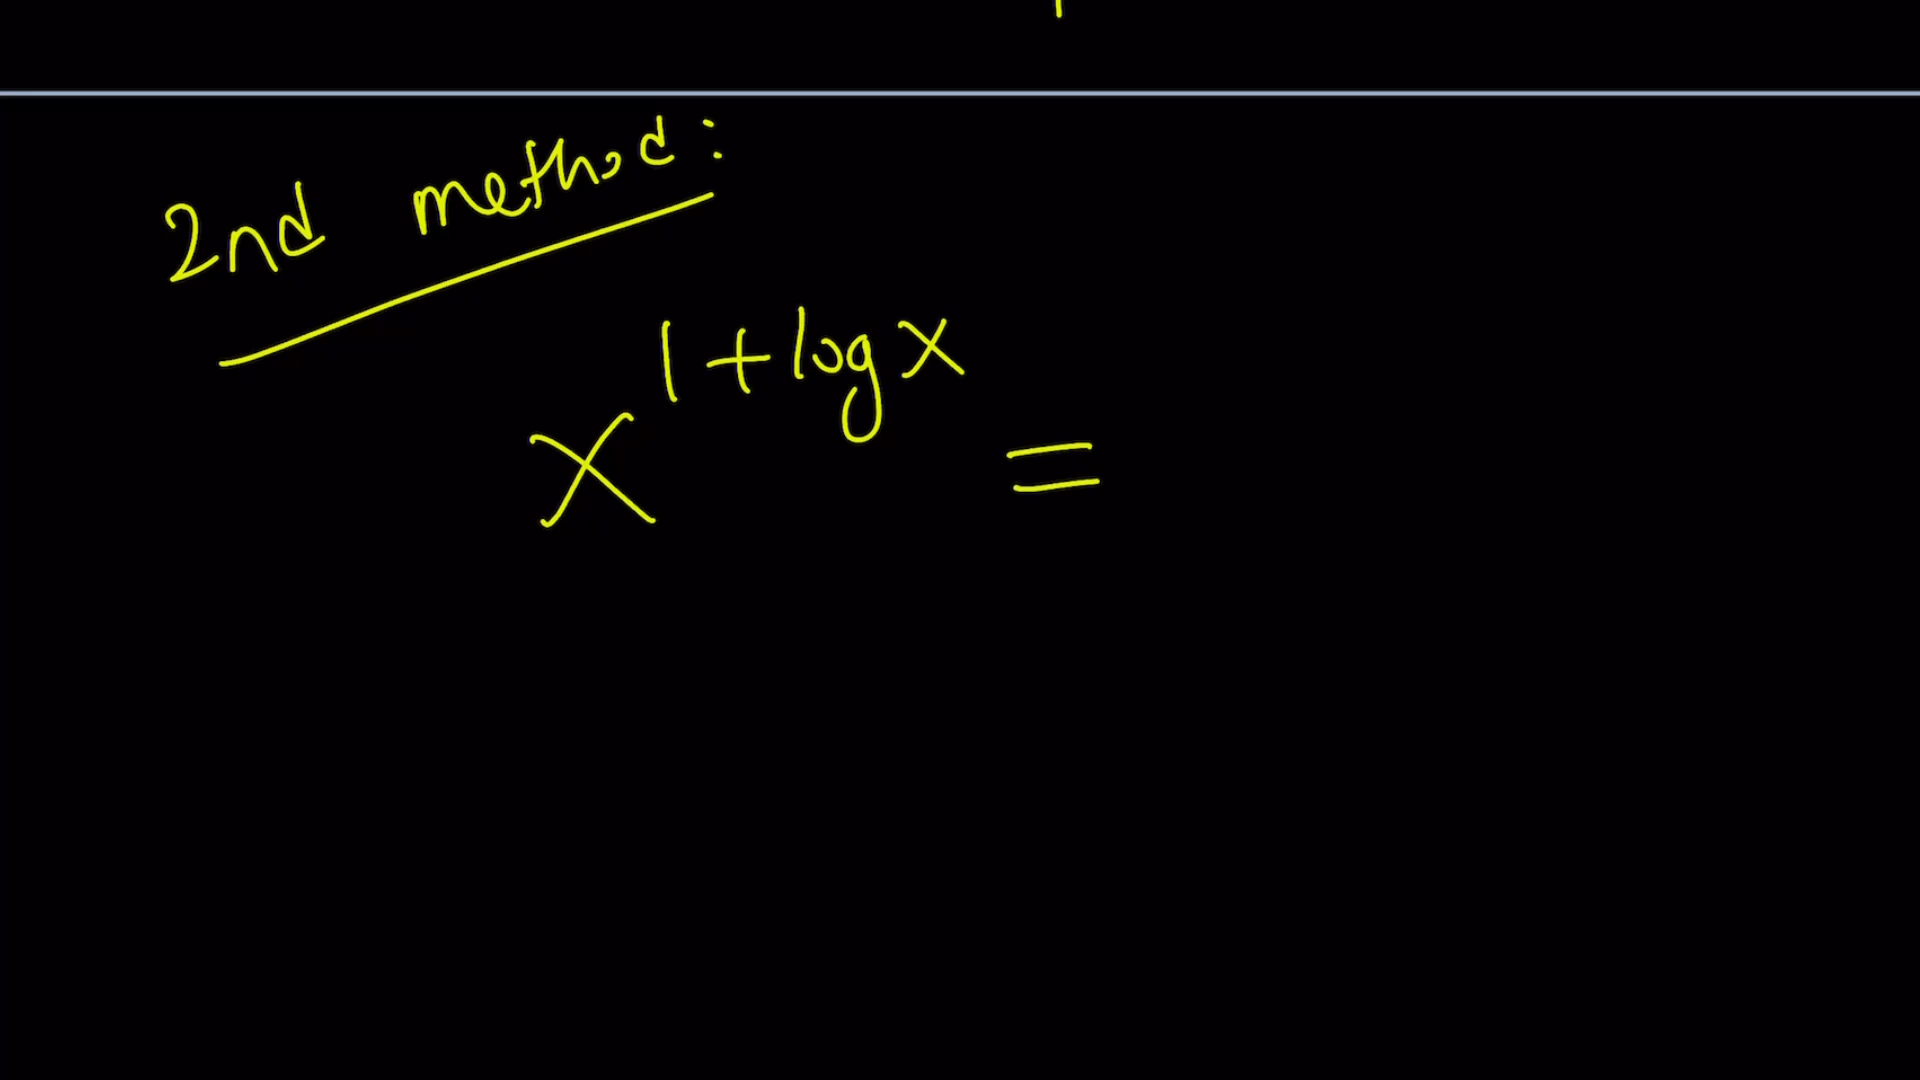 2nd method:
x^{1+log x} =